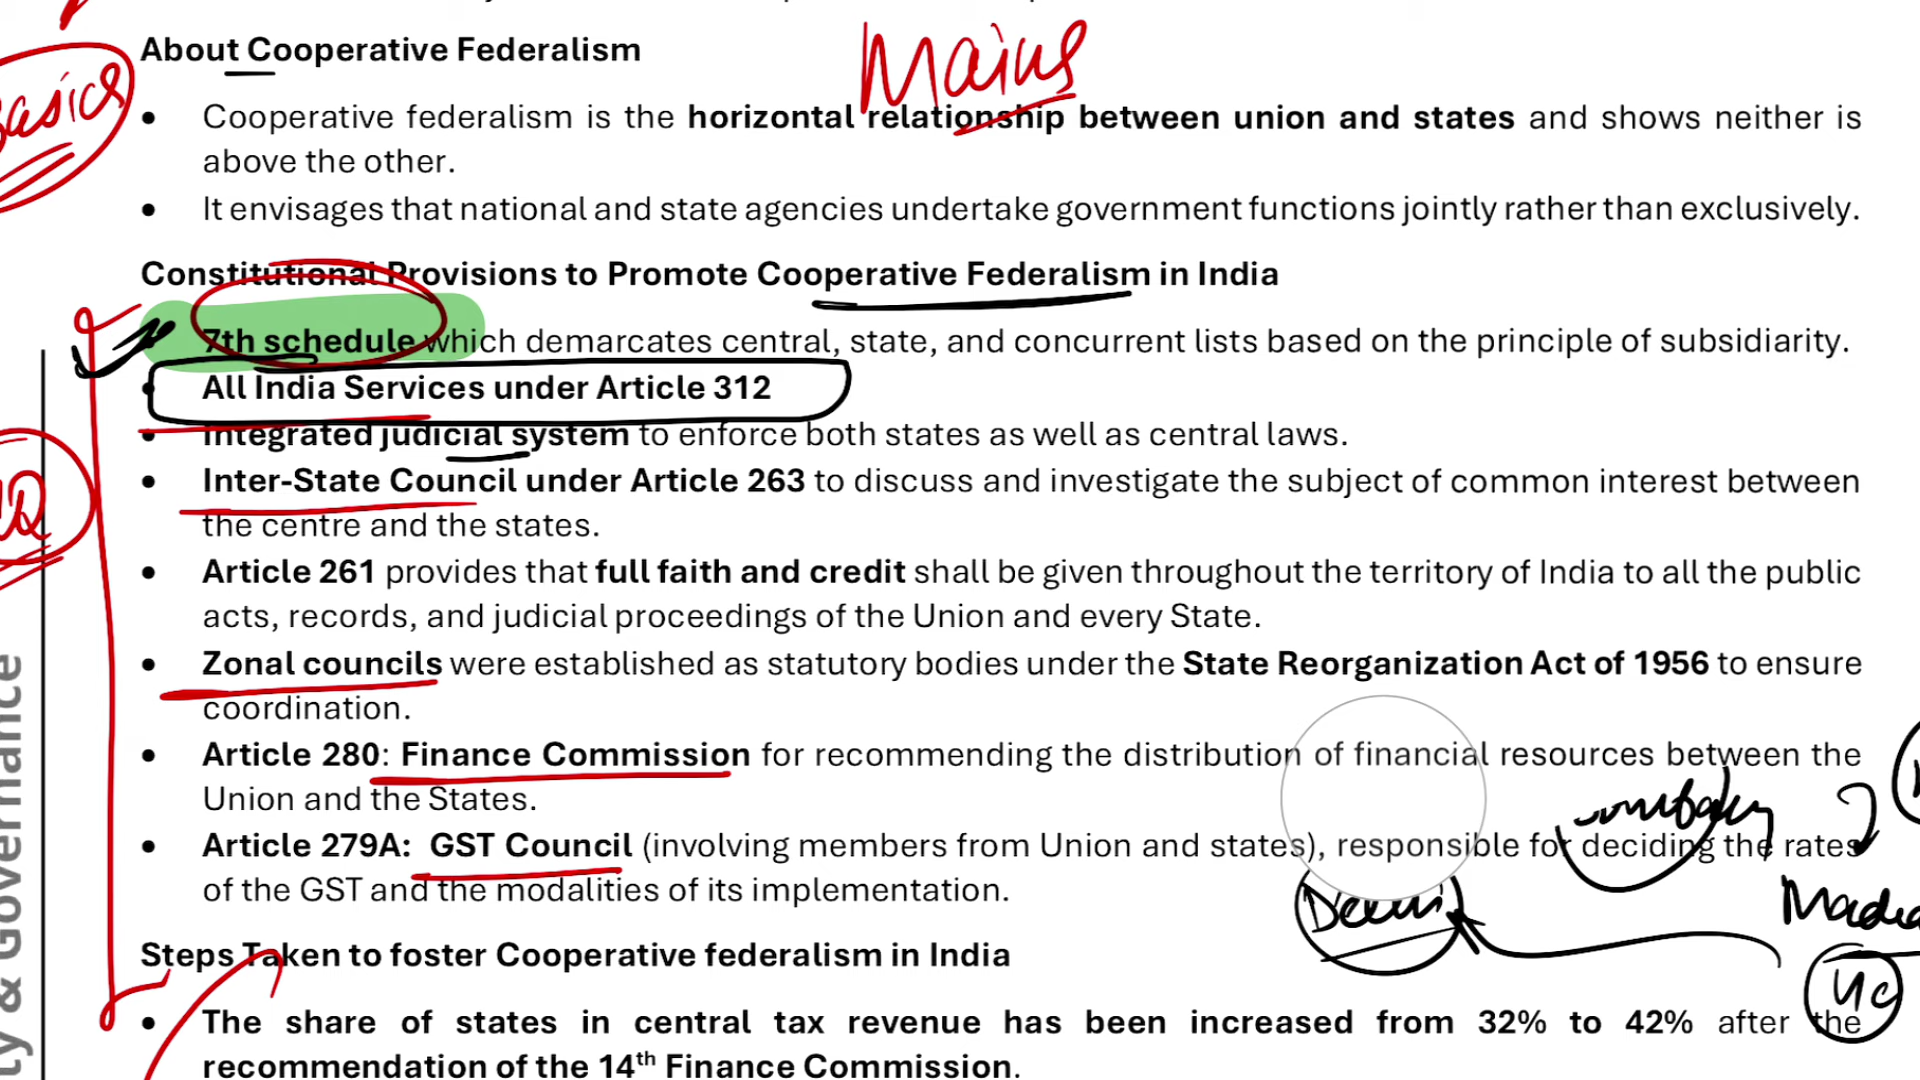 About Cooperative Federalism
Mains
Basics
• Cooperative federalism is the horizontal relationship between union and states and shows neither is
above the other.
• It envisages that national and state agencies undertake government functions jointly rather than exclusively.
Constitutional Provisions to Promote Cooperative Federalism in India
7th schedule which demarcates central, state, and concurrent lists based on the principle of subsidiarity.
• All India Services under Article 312
• Integrated judicial system to enforce both states as well as central laws.
• Inter-State Council under Article 263 to discuss and investigate the subject of common interest between
the centre and the states.
• Article 261 provides that full faith and credit shall be given throughout the territory of India to all the public
acts, records, and judicial proceedings of the Union and every State.
• Zonal councils were established as statutory bodies under the State Reorganization Act of 1956 to ensure
coordination.
• Article 280: Finance Commission for recommending the distribution of financial resources between the
Union and the States.
• Article 279A: GST Council (involving members from Union and states), responsible for deciding the rates
of the GST and the modalities of its implementation.
Delhi
Steps Taken to foster Cooperative federalism in India
• The share of states in central tax revenue has been increased from 32% to 42% after the
recommendation of the 14th Finance Commission.
ty & Governance